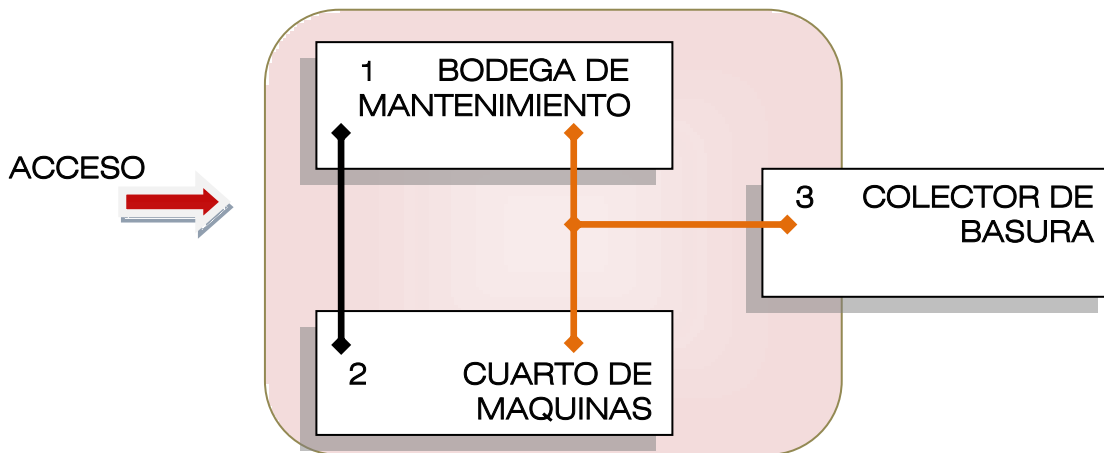 1 BODEGA DE
MANTENIMIENTO
ACCESO
3 COLECTOR DE
BASURA
2 CUARTO DE
MAQUINAS